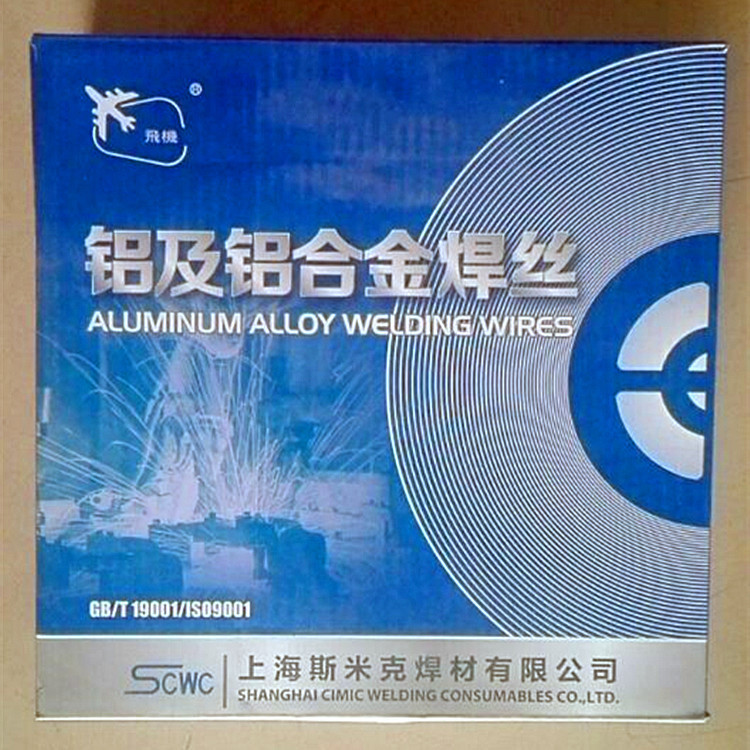 ®
飛機
铝及铝合金焊丝
ALUMINUM ALLOY WELDING WIRES
GB/T 19001/ISO9001
SCWC
上海斯米克焊材有限公司
SHANGHAI CIMIC WELDING CONSUMABLES CO.,LTD.